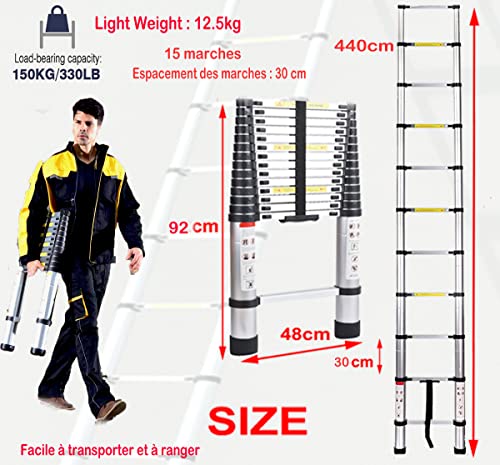 Light Weight : 12.5kg
Load-bearing capacity:
150KG/330LB
15 marches
Espacement des marches : 30 cm
440cm
92 cm
48cm
30 cm
SIZE
Facile à transporter et à ranger